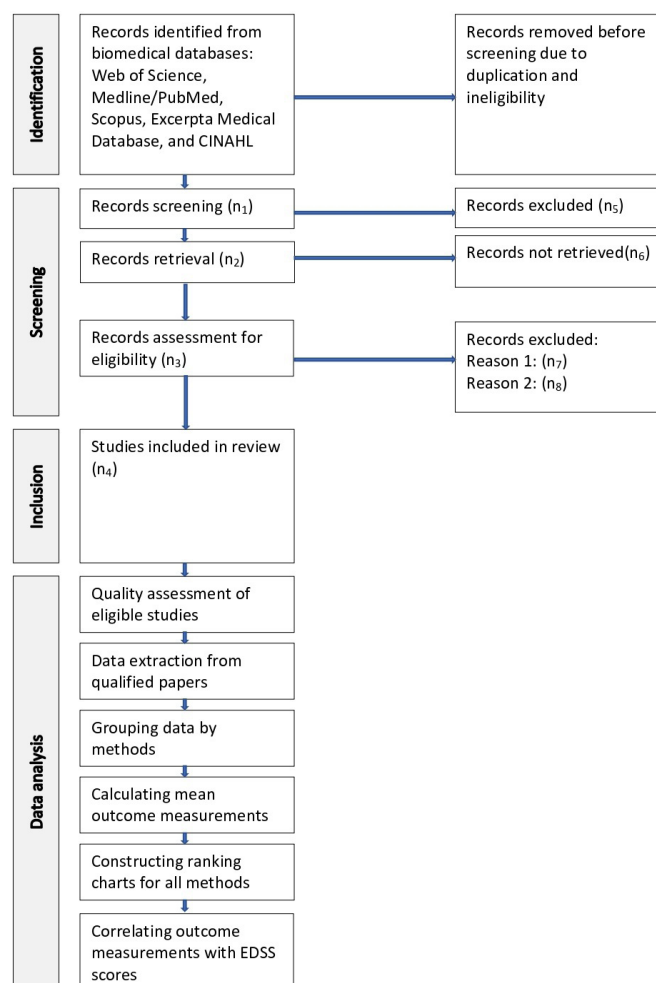 Identification
Records identified from
biomedical databases:
Web of Science,
Medline/PubMed,
Scopus, Excerpta Medical
Database, and CINAHL
Records removed before
screening due to
duplication and
ineligibility
Screening
Records screening (n₁)
Records excluded (n₅)
Records retrieval (n₂)
Records not retrieved(n₆)
Records assessment for
eligibility (n₃)
Records excluded:
Reason 1: (n₇)
Reason 2: (n₈)
Inclusion
Studies included in review
(n₄)
Data analysis
Quality assessment of
eligible studies
Data extraction from
qualified papers
Grouping data by
methods
Calculating mean
outcome measurements
Constructing ranking
charts for all methods
Correlating outcome
measurements with EDSS
scores